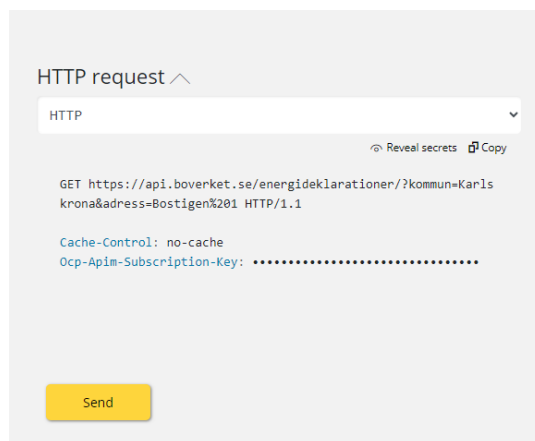 HTTP request
HTTP
Reveal secrets Copy
GET https://api.boverket.se/energideklarationer/?kommun=Karls
krona&adress=Bostigen%201 HTTP/1.1
Cache-Control: no-cache
Ocp-Apim-Subscription-Key: ••••••••••••••••••••••••••••••••
Send